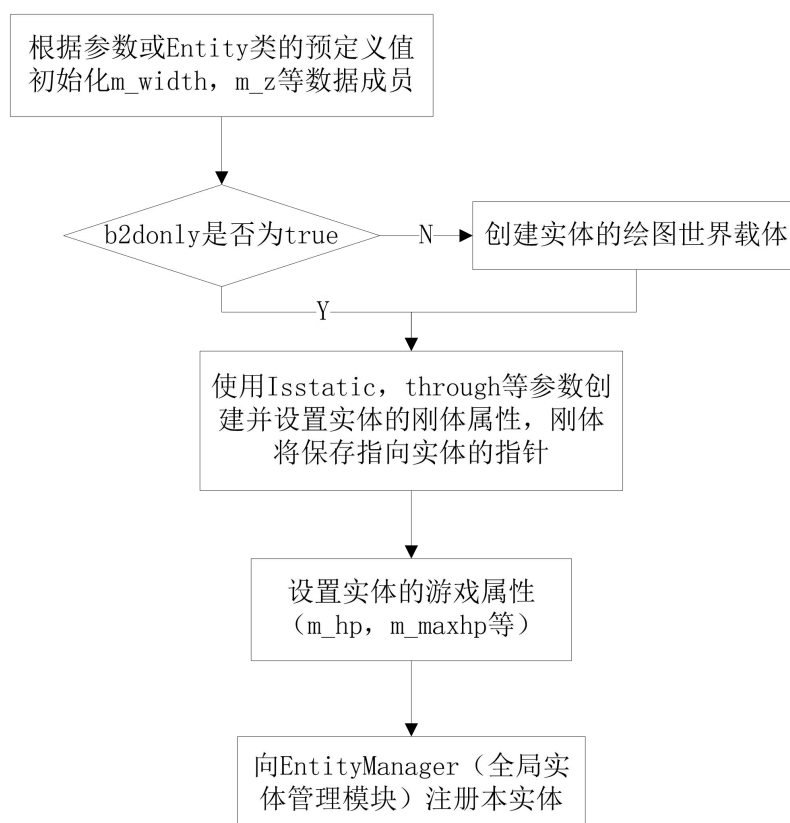 根据参数或Entity类的预定义值
初始化m_width，m_z等数据成员
b2donly是否为true
N
创建实体的绘图世界载体
Y
使用Isstatic，through等参数创
建并设置实体的刚体属性，刚体
将保存指向实体的指针
设置实体的游戏属性
（m_hp，m_maxhp等）
向EntityManager（全局实
体管理模块）注册本实体